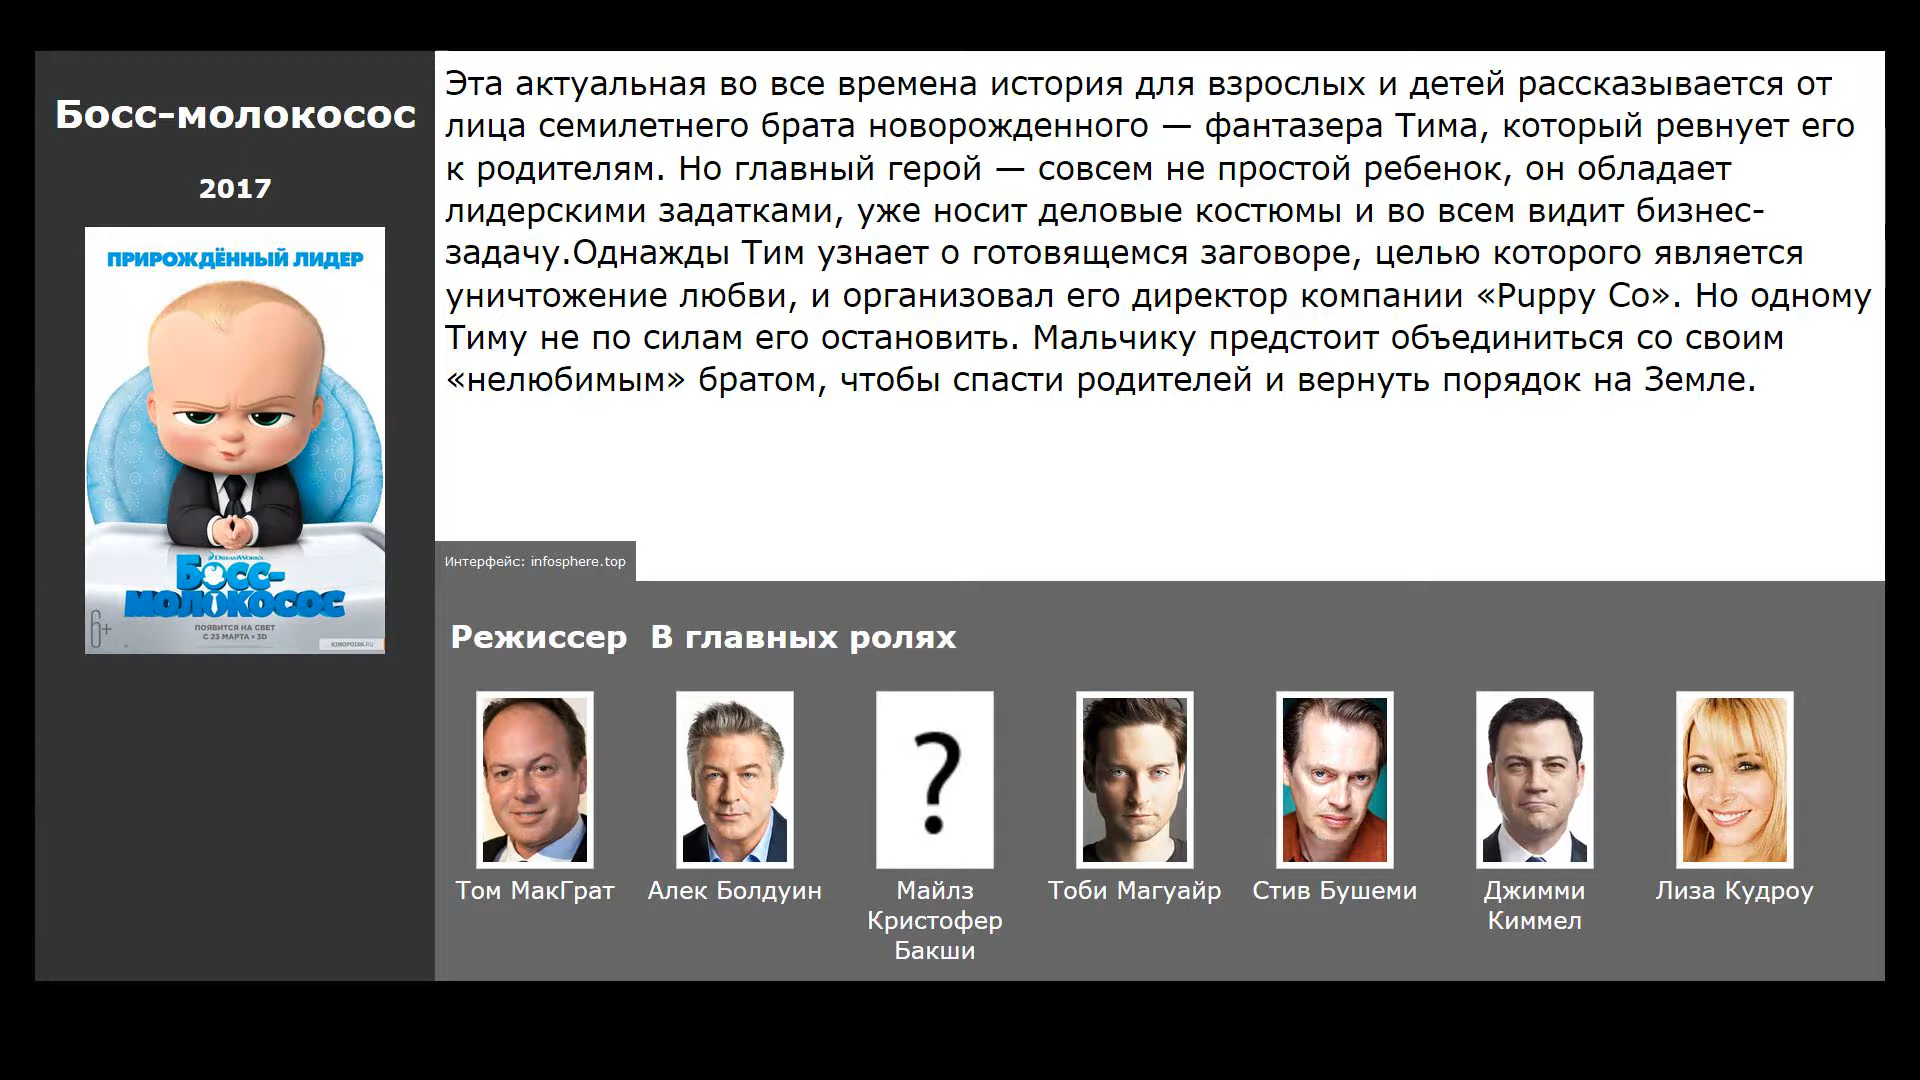 Босс-молокосос
2017
ПРИРОЖДЁННЫЙ ЛИДЕР
DREAMWORKS
БОСС-
МОЛОКОСОС
ПОЯВИТСЯ НА СВЕТ
С 23 МАРТА • 3D
6+
KINOPOISK.RU
Эта актуальная во все времена история для взрослых и детей рассказывается от
лица семилетнего брата новорожденного — фантазера Тима, который ревнует его
к родителям. Но главный герой — совсем не простой ребенок, он обладает
лидерскими задатками, уже носит деловые костюмы и во всем видит бизнес-
задачу.Однажды Тим узнает о готовящемся заговоре, целью которого является
уничтожение любви, и организовал его директор компании «Puppy Co». Но одному
Тиму не по силам его остановить. Мальчику предстоит объединиться со своим
«нелюбимым» братом, чтобы спасти родителей и вернуть порядок на Земле.
Интерфейс: infosphere.top
Режиссер В главных ролях
?
Том МакГрат
Алек Болдуин
Майлз
Кристофер
Бакши
Тоби Магуайр
Стив Бушеми
Джимми
Киммел
Лиза Кудроу